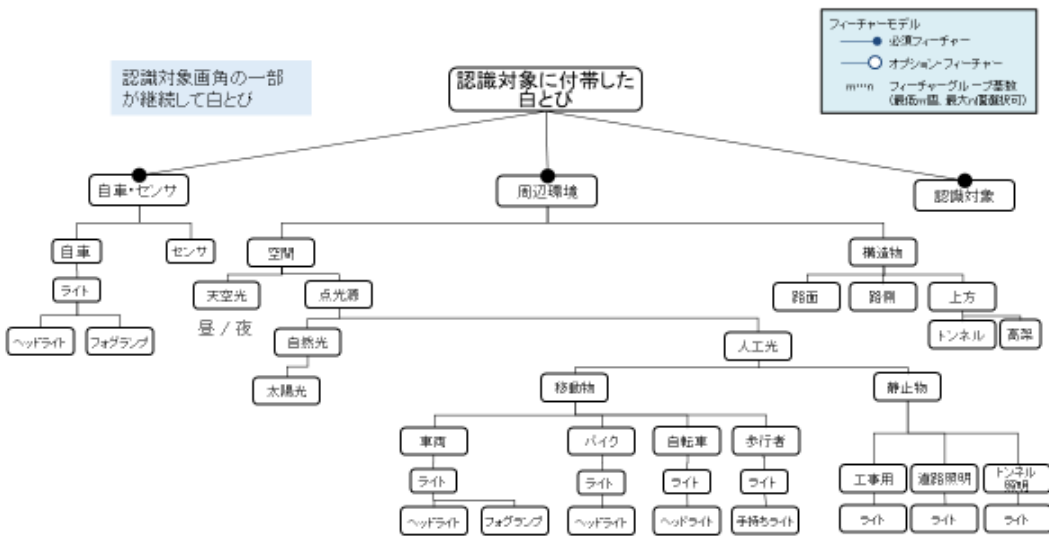 フィーチャーモデル
必須フィーチャー
オプション・フィーチャー
m…n フィーチャーグループ基数
(最低m個, 最大n個選択可)
認識対象画角の一部
が継続して白とび
認識対象に付帯した
白とび
自車・センサ
周辺環境
認識対象
自車
センサ
空間
構造物
ライト
天空光
点光源
路面
路側
上方
ヘッドライト
フォグランプ
昼 / 夜
自然光
人工光
トンネル
高架
太陽光
移動物
静止物
車両
バイク
自転車
歩行者
ライト
ライト
ライト
ライト
工事用
道路照明
トンネル
照明
ヘッドライト
フォグランプ
ヘッドライト
ヘッドライト
手持ちライト
ライト
ライト
ライト